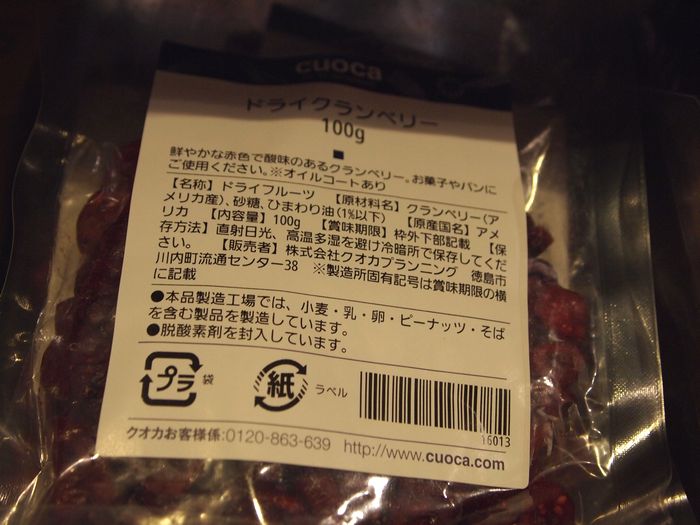 cuoca
ドライクランベリー
100g
■
鮮やかな赤色で酸味のあるクランベリー。お菓子やパンに
ご使用ください。※オイルコートあり
【名称】ドライフルーツ 【原材料名】クランベリー(ア
メリカ産)、砂糖、ひまわり油(1%以下) 【原産国名】アメ
リカ 【内容量】100g 【賞味期限】枠外下部記載 【保
存方法】直射日光、高温多湿を避け冷暗所で保存してくだ
さい。 【販売者】株式会社クオカプランニング 徳島市
川内町流通センター38 ※製造所固有記号は賞味期限の横
に記載
●本品製造工場では、小麦・乳・卵・ピーナッツ・そば
を含む製品を製造しています。
●脱酸素剤を封入しています。
プラ 袋 紙 ラベル
16013
クオカお客様係:0120-863-639 http://www.cuoca.com